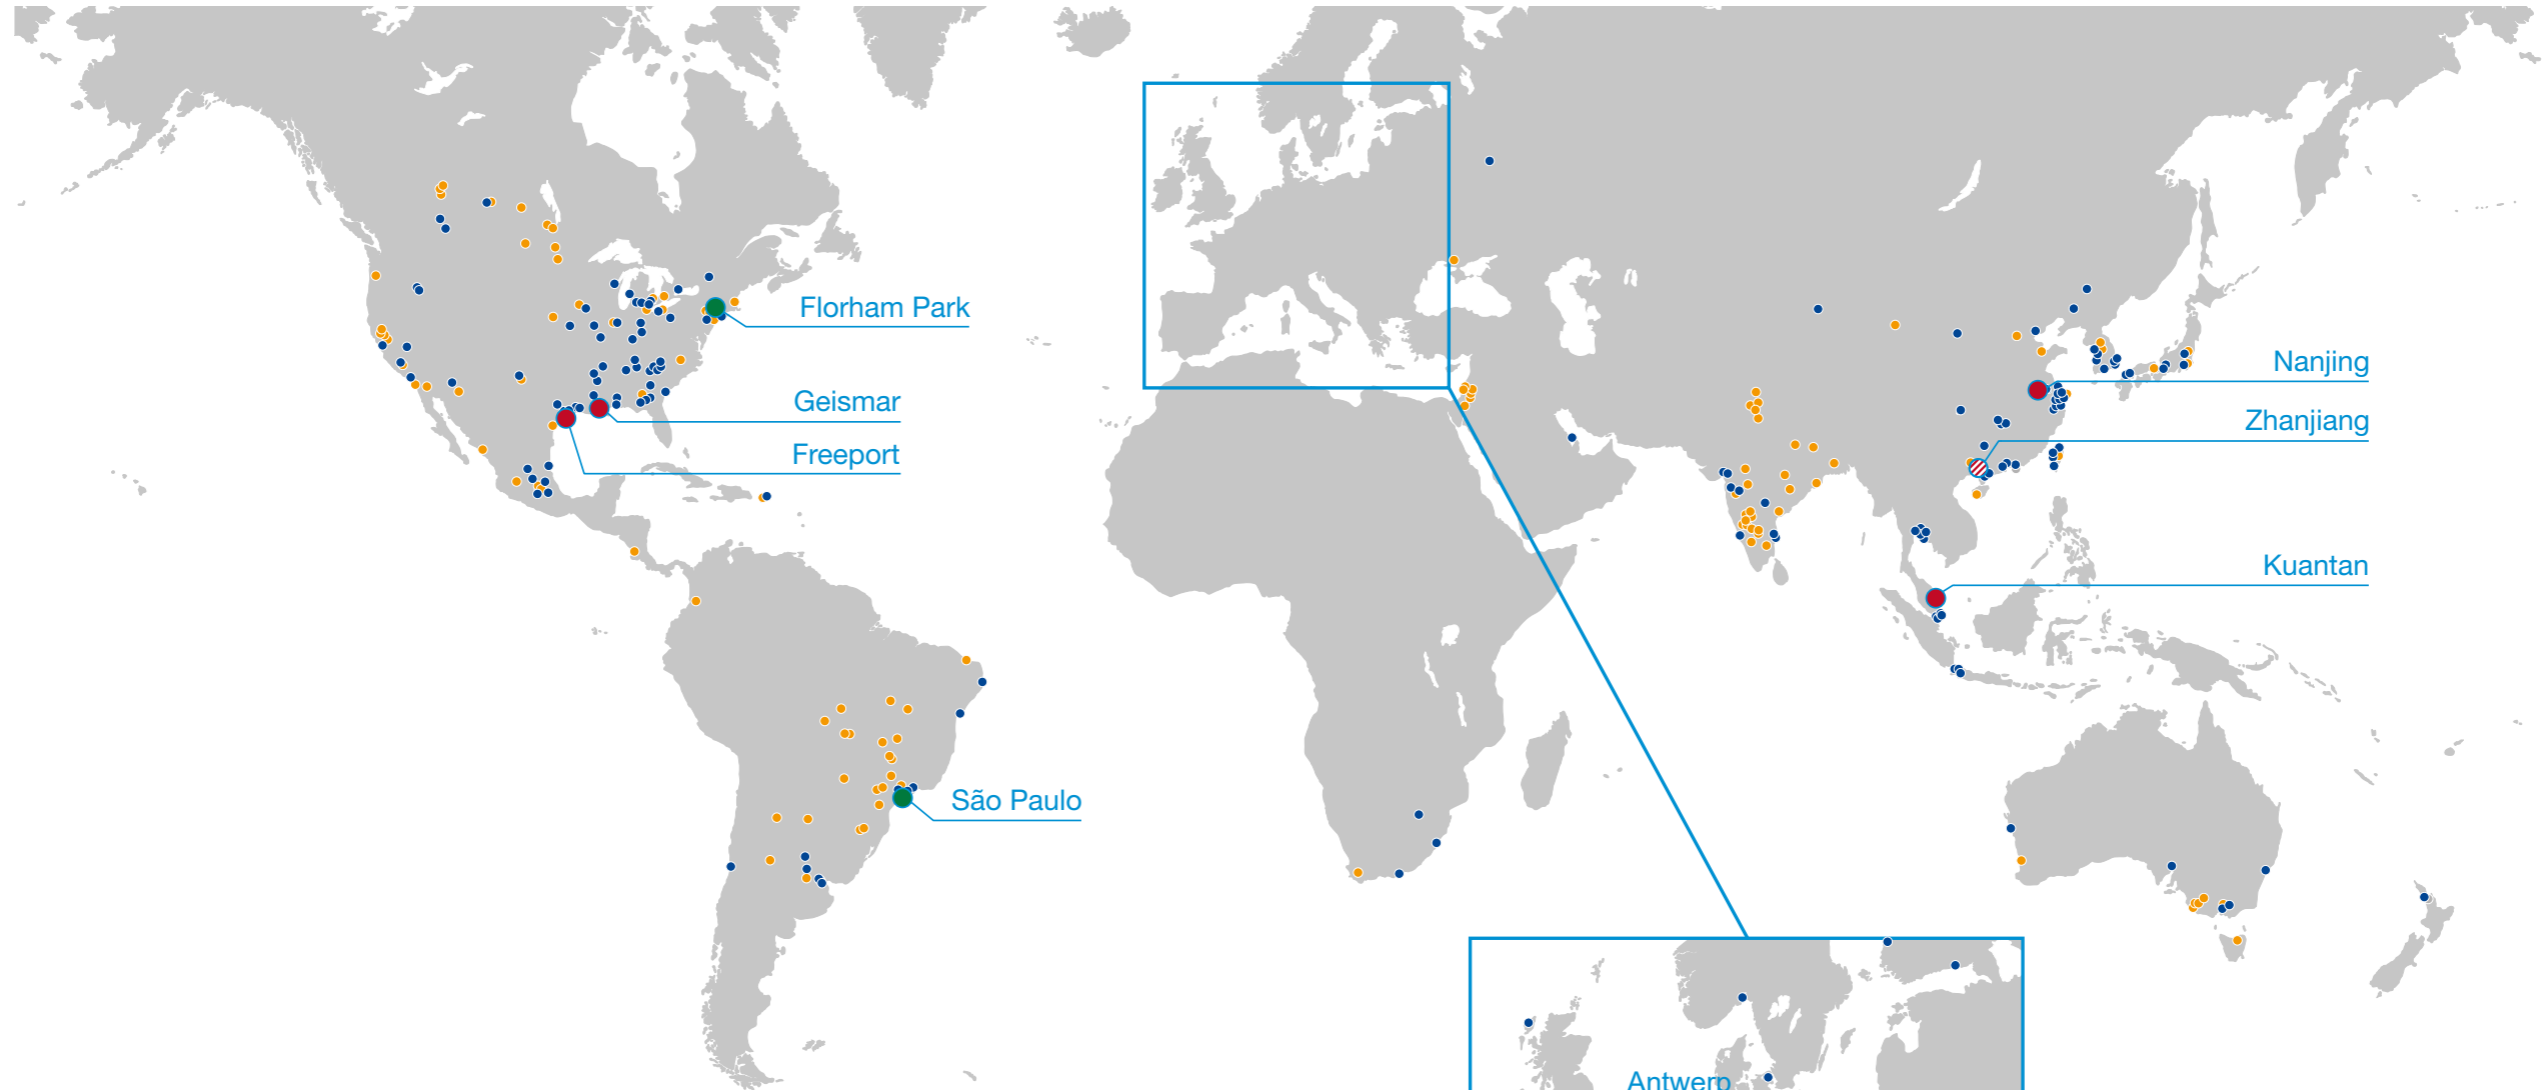 Florham Park
Nanjing
Geismar
Zhanjiang
Freeport
Kuantan
São Paulo
Antwerp